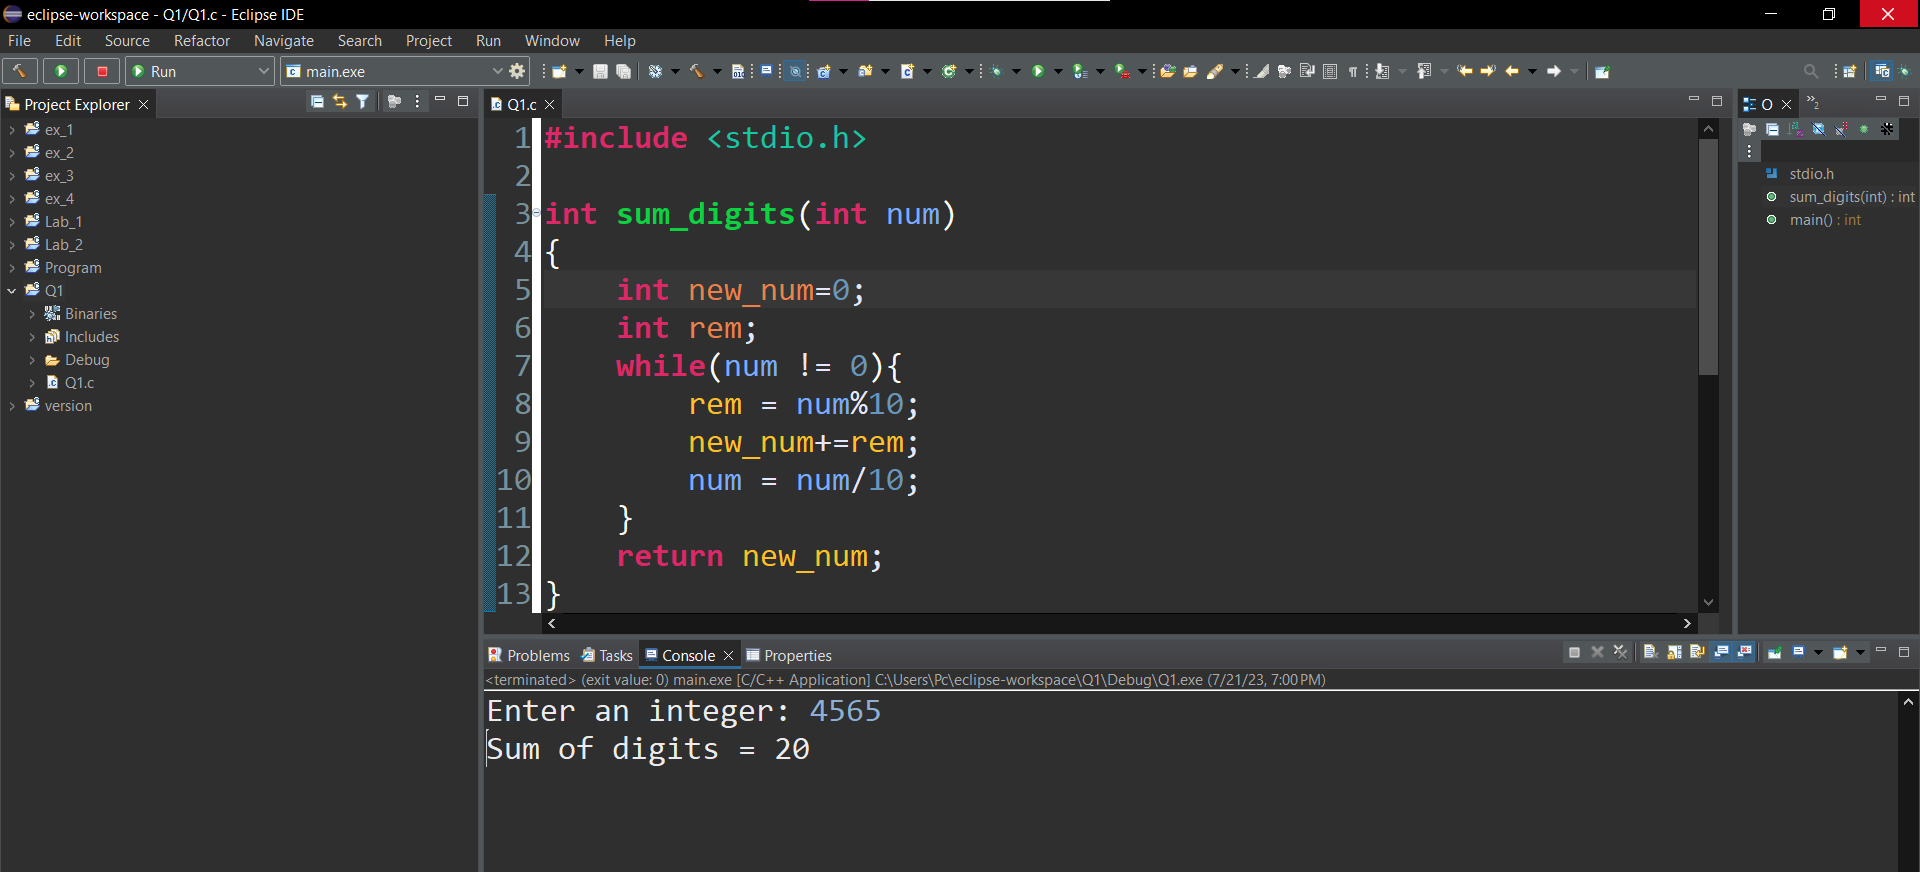 eclipse-workspace - Q1/Q1.c - Eclipse IDE
File Edit Source Refactor Navigate Search Project Run Window Help
Run main.exe
Project Explorer
ex_1
ex_2
ex_3
ex_4
Lab_1
Lab_2
Program
Q1
Binaries
Includes
Debug
Q1.c
version
Q1.c
1 #include <stdio.h>
2
3 int sum_digits(int num)
4 {
5 int new_num=0;
6 int rem;
7 while(num != 0){
8 rem = num%10;
9 new_num+=rem;
10 num = num/10;
11 }
12 return new_num;
13 }
O »2
stdio.h
sum_digits(int) : int
main() : int
Problems Tasks Console Properties
<terminated> (exit value: 0) main.exe [C/C++ Application] C:\Users\Pc\eclipse-workspace\Q1\Debug\Q1.exe (7/21/23, 7:00 PM)
Enter an integer: 4565
Sum of digits = 20